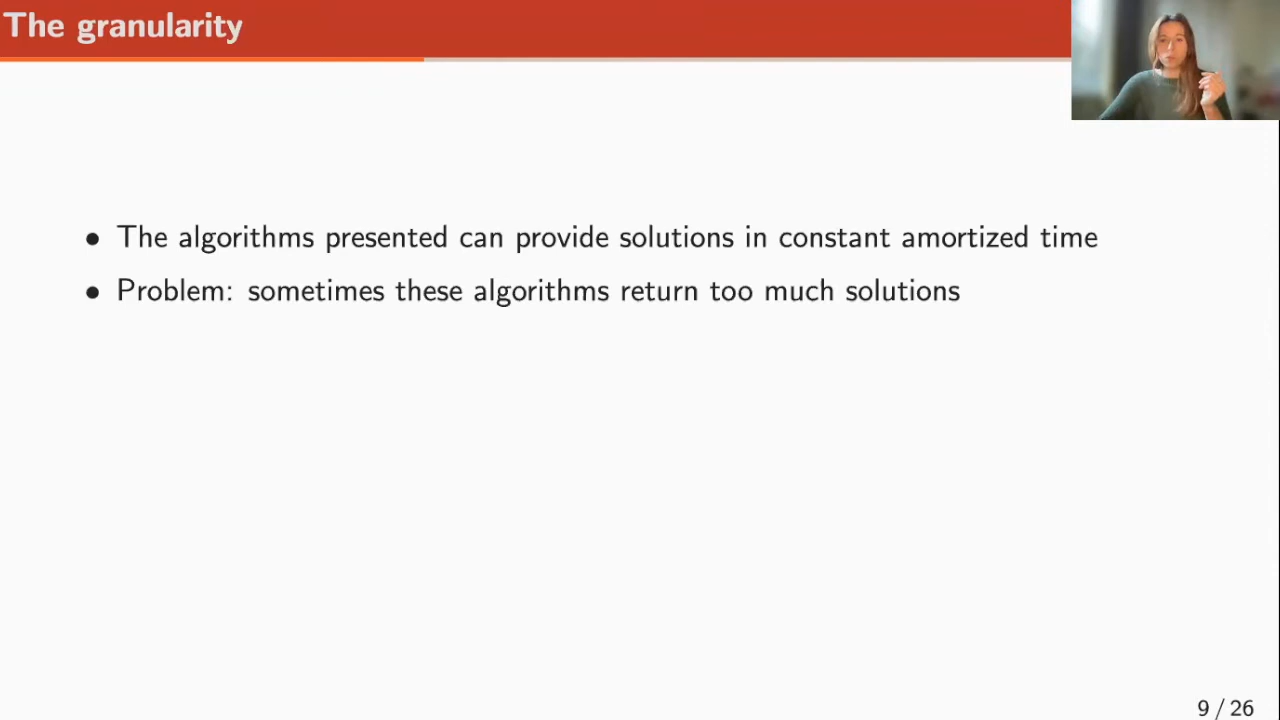 The granularity
• The algorithms presented can provide solutions in constant amortized time
• Problem: sometimes these algorithms return too much solutions
9 / 26